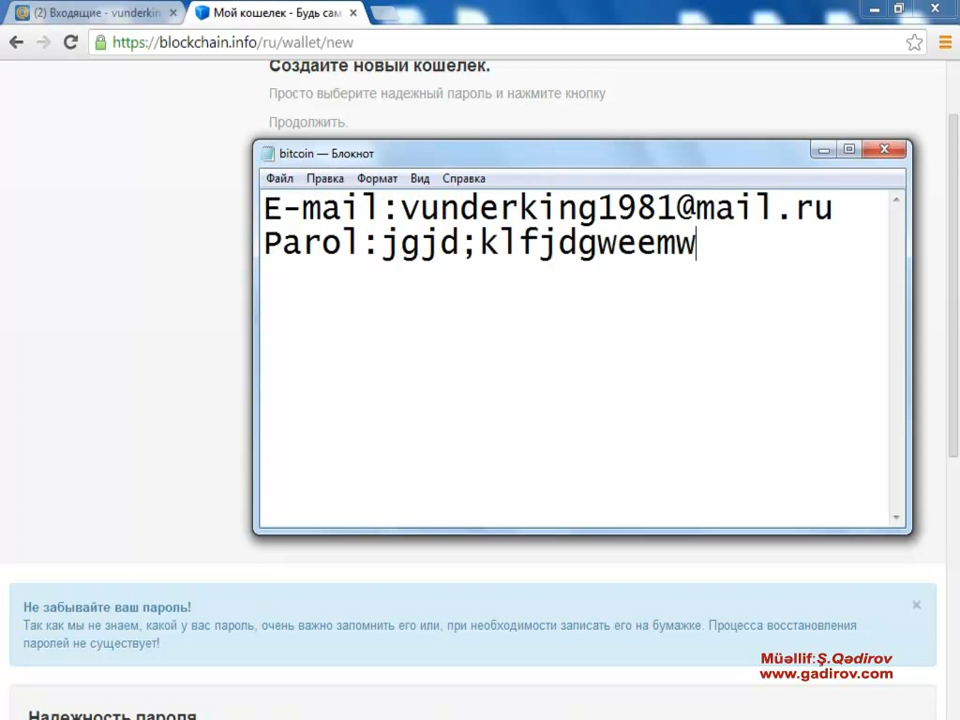 (2) Входящие - vunderkin
Мой кошелек - Будь сам
https://blockchain.info/ru/wallet/new
Создайте новый кошелек.
Просто выберите надежный пароль и нажмите кнопку
Продолжить.
bitcoin — Блокнот
Файл Правка Формат Вид Справка
E-mail:vunderking1981@mail.ru
Parol:jgjd;klfjdgweemw
Не забывайте ваш пароль!
Так как мы не знаем, какой у вас пароль, очень важно запомнить его или, при необходимости записать его на бумажке. Процесса восстановления
паролей не существует!
Müəllif:Ş.Qədirov
www.gadirov.com
Надежность пароля